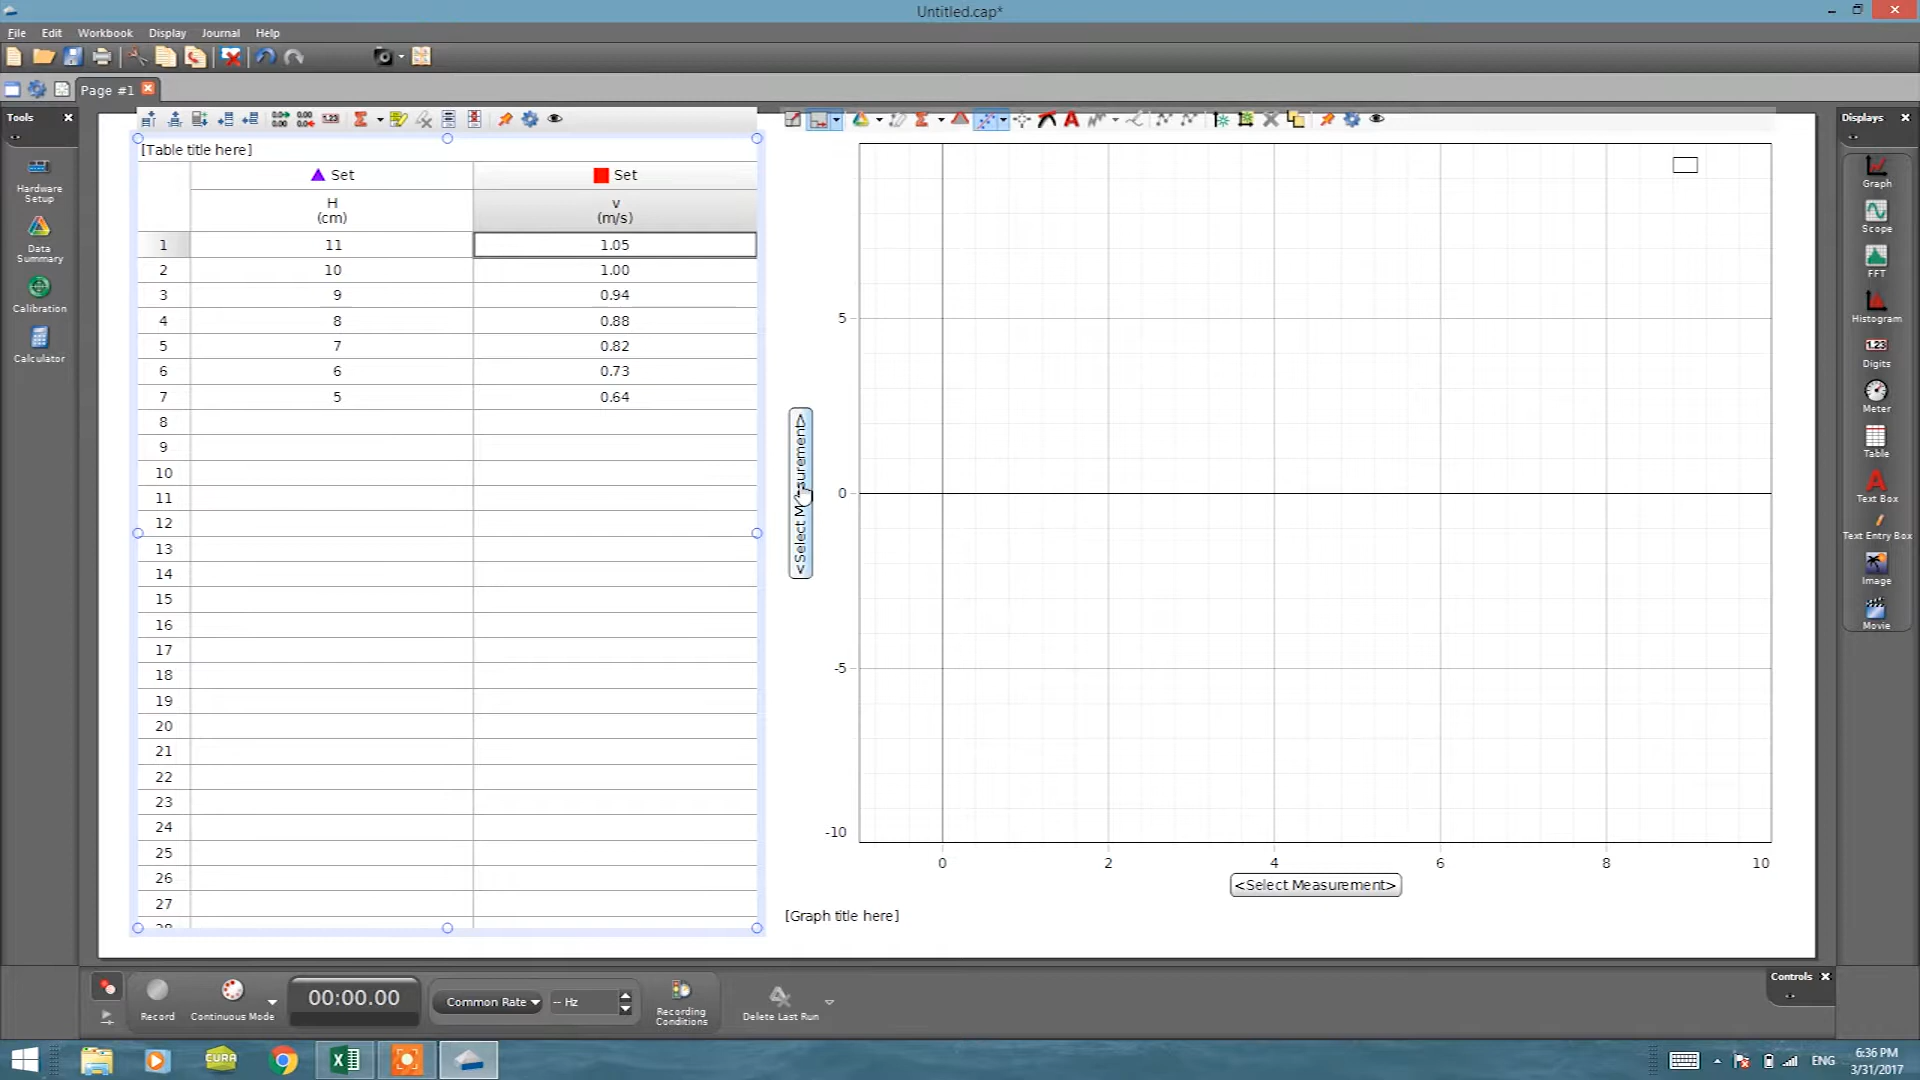 Untitled.cap*
File Edit Workbook Display Journal Help
Page #1
Tools
Hardware Setup
Data Summary
Calibration
Calculator
[Table title here]
Set Set
H (cm) v (m/s)
1 11 1.05
2 10 1.00
3 9 0.94
4 8 0.88
5 7 0.82
6 6 0.73
7 5 0.64
8
9
10
11
12
13
14
15
16
17
18
19
20
21
22
23
24
25
26
27
28
<Select Measurement>
5
0
-5
-10
0 2 4 6 8 10
<Select Measurement>
[Graph title here]
Displays
Graph
Scope
FFT
Histogram
1.23
Digits
Meter
Table
Text Box
Text Entry Box
Image
Movie
Record
Continuous Mode
00:00.00
Common Rate
-- Hz
Recording Conditions
Delete Last Run
Controls
CURA
ENG
6:36 PM
3/31/2017